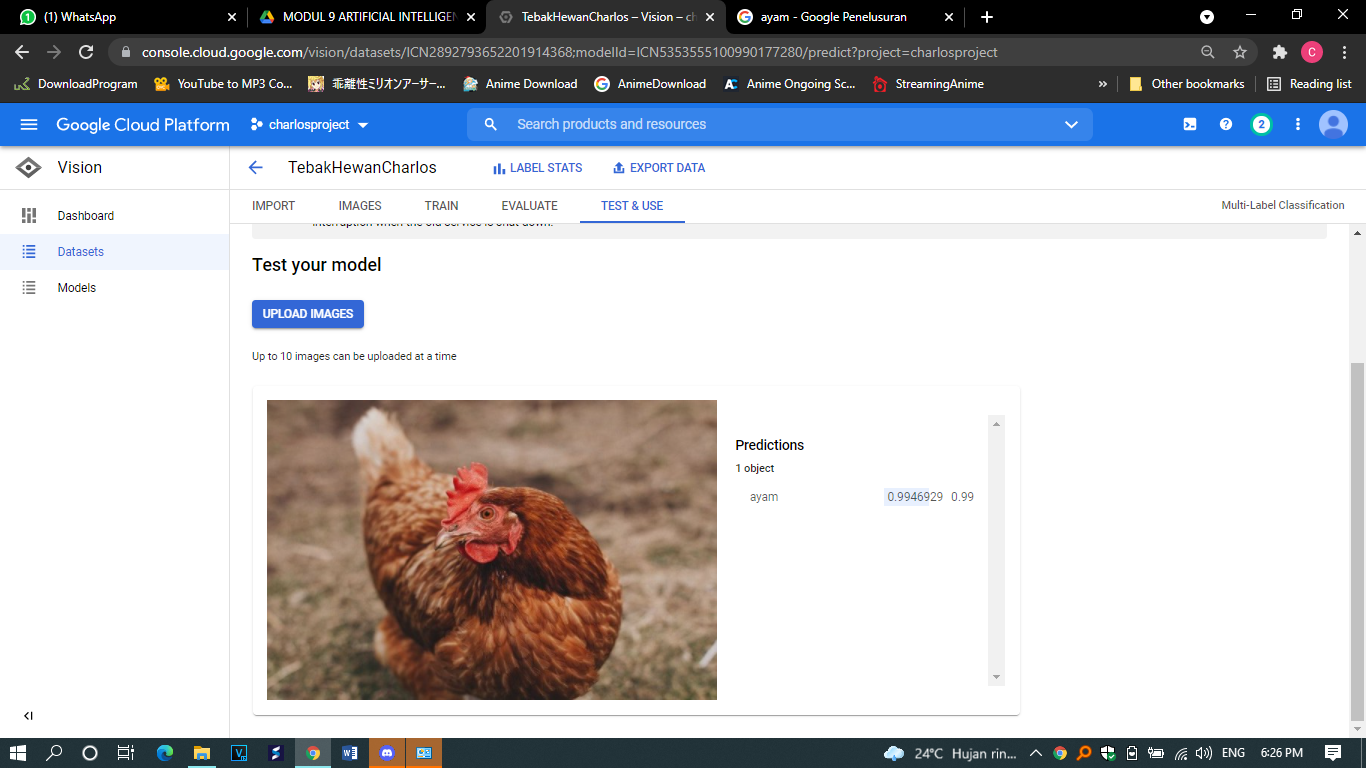 (1) WhatsApp
MODUL 9 ARTIFICIAL INTELLIGEN
TebakHewanCharlos – Vision – ch
ayam - Google Penelusuran
console.cloud.google.com/vision/datasets/ICN2892793652201914368;modelId=ICN5353555100990177280/predict?project=charlosproject
C
DownloadProgram
YouTube to MP3 Co...
乖離性ミリオンアーサー...
Anime Download
AnimeDownload
Anime Ongoing Sc...
StreamingAnime
»
Other bookmarks
Reading list
Google Cloud Platform
charlosproject
Search products and resources
2
Vision
TebakHewanCharlos
LABEL STATS
EXPORT DATA
Dashboard
Datasets
Models
IMPORT
IMAGES
TRAIN
EVALUATE
TEST & USE
Multi-Label Classification
interruption when the old service is shut down.
Test your model
UPLOAD IMAGES
Up to 10 images can be uploaded at a time
Predictions
1 object
ayam 0.9946929 0.99
24°C Hujan rin...
ENG
6:26 PM